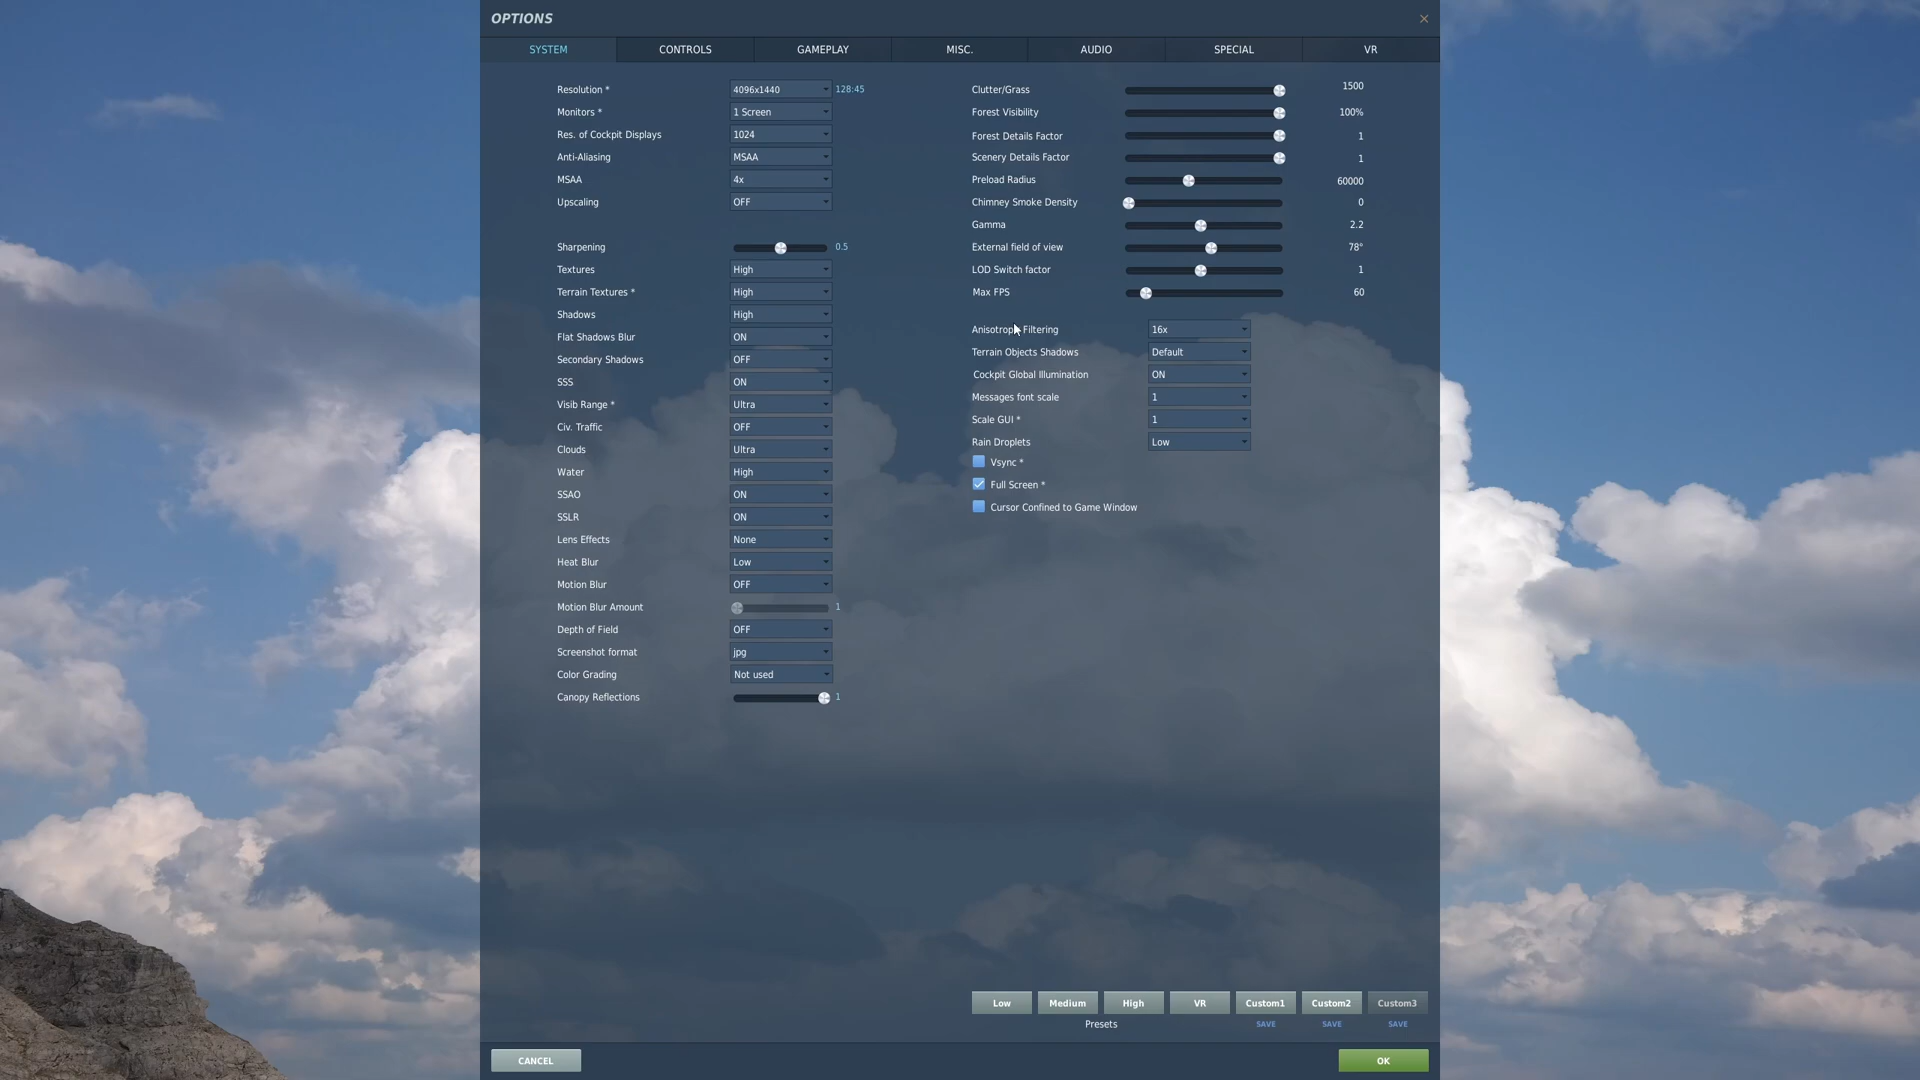 OPTIONS
SYSTEM CONTROLS GAMEPLAY MISC. AUDIO SPECIAL VR
Resolution * 4096x1440 128:45
Monitors * 1 Screen
Res. of Cockpit Displays 1024
Anti-Aliasing MSAA
MSAA 4x
Upscaling OFF
Sharpening 0.5
Textures High
Terrain Textures * High
Shadows High
Flat Shadows Blur ON
Secondary Shadows OFF
SSS ON
Visib Range * Ultra
Civ. Traffic OFF
Clouds Ultra
Water High
SSAO ON
SSLR ON
Lens Effects None
Heat Blur Low
Motion Blur OFF
Motion Blur Amount 1
Depth of Field OFF
Screenshot format jpg
Color Grading Not used
Canopy Reflections 1
Clutter/Grass 1500
Forest Visibility 100%
Forest Details Factor 1
Scenery Details Factor 1
Preload Radius 60000
Chimney Smoke Density 0
Gamma 2.2
External field of view 78°
LOD Switch factor 1
Max FPS 60
Anisotropic Filtering 16x
Terrain Objects Shadows Default
Cockpit Global Illumination ON
Messages font scale 1
Scale GUI * 1
Rain Droplets Low
Vsync *
Full Screen *
Cursor Confined to Game Window
Low Medium High VR Custom1 Custom2 Custom3
Presets SAVE SAVE SAVE
CANCEL OK